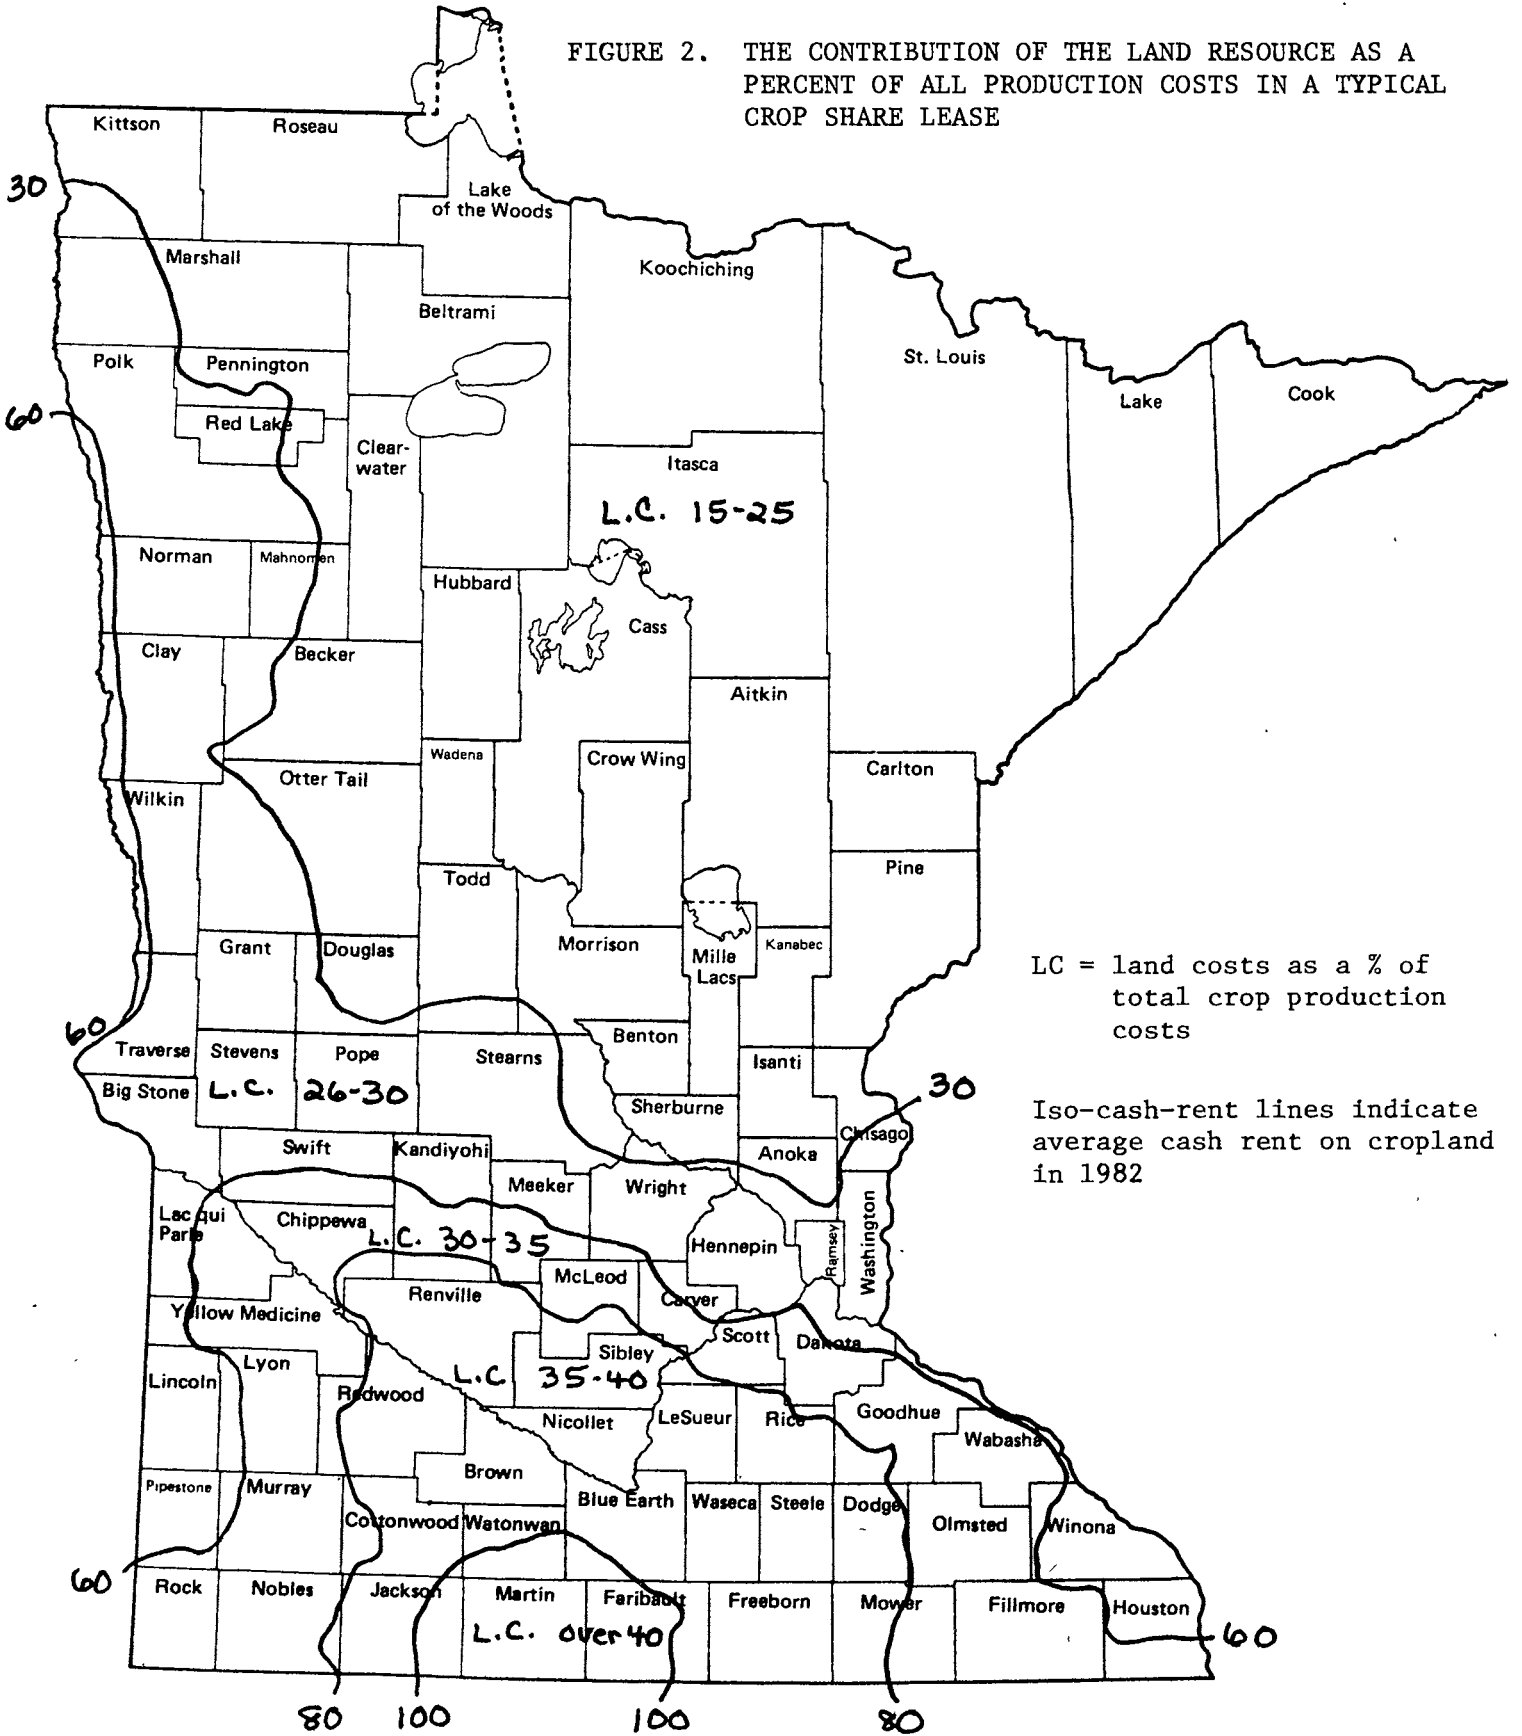 FIGURE 2. THE CONTRIBUTION OF THE LAND RESOURCE AS A
PERCENT OF ALL PRODUCTION COSTS IN A TYPICAL
CROP SHARE LEASE
Kittson
Roseau
30
Lake
of the Woods
Marshall
Koochiching
Beltrami
Polk
Pennington
St. Louis
Lake
Cook
60
Red Lake
Clear-
water
Itasca
L.C. 15-25
Norman
Mahnomen
Hubbard
Cass
Clay
Becker
Aitkin
Wadena
Crow Wing
Carlton
Otter Tail
Wilkin
Todd
Pine
Grant
Douglas
Morrison
Mille
Lacs
Kanabec
LC = land costs as a % of
total crop production
costs
60
Traverse
Stevens
Pope
Stearns
Benton
Isanti
Big Stone
L.C. 26-30
30
Sherburne
Iso-cash-rent lines indicate
average cash rent on cropland
in 1982
Swift
Kandiyohi
Chisago
Anoka
Meeker
Wright
Lac qui
Parle
Chippewa
L.C. 30-35
Hennepin
Ramsey
Washington
McLeod
Renville
Carver
Yellow Medicine
Scott
Dakota
Lyon
Sibley
Lincoln
L.C 35-40
Redwood
Nicollet
LeSueur
Rice
Goodhue
Wabasha
Pipestone
Murray
Brown
Blue Earth
Waseca
Steele
Dodge
Olmsted
Winona
Cottonwood
Watonwan
60
Rock
Nobles
Jackson
Martin
Faribault
Freeborn
Mower
Fillmore
Houston
L.C. over 40
60
80
100
100
80